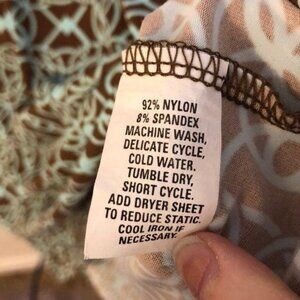 92% NYLON
8% SPANDEX
MACHINE WASH,
DELICATE CYCLE,
COLD WATER.
TUMBLE DRY,
SHORT CYCLE.
ADD DRYER SHEET
TO REDUCE STATIC.
COOL IRON IF
NECESSARY.